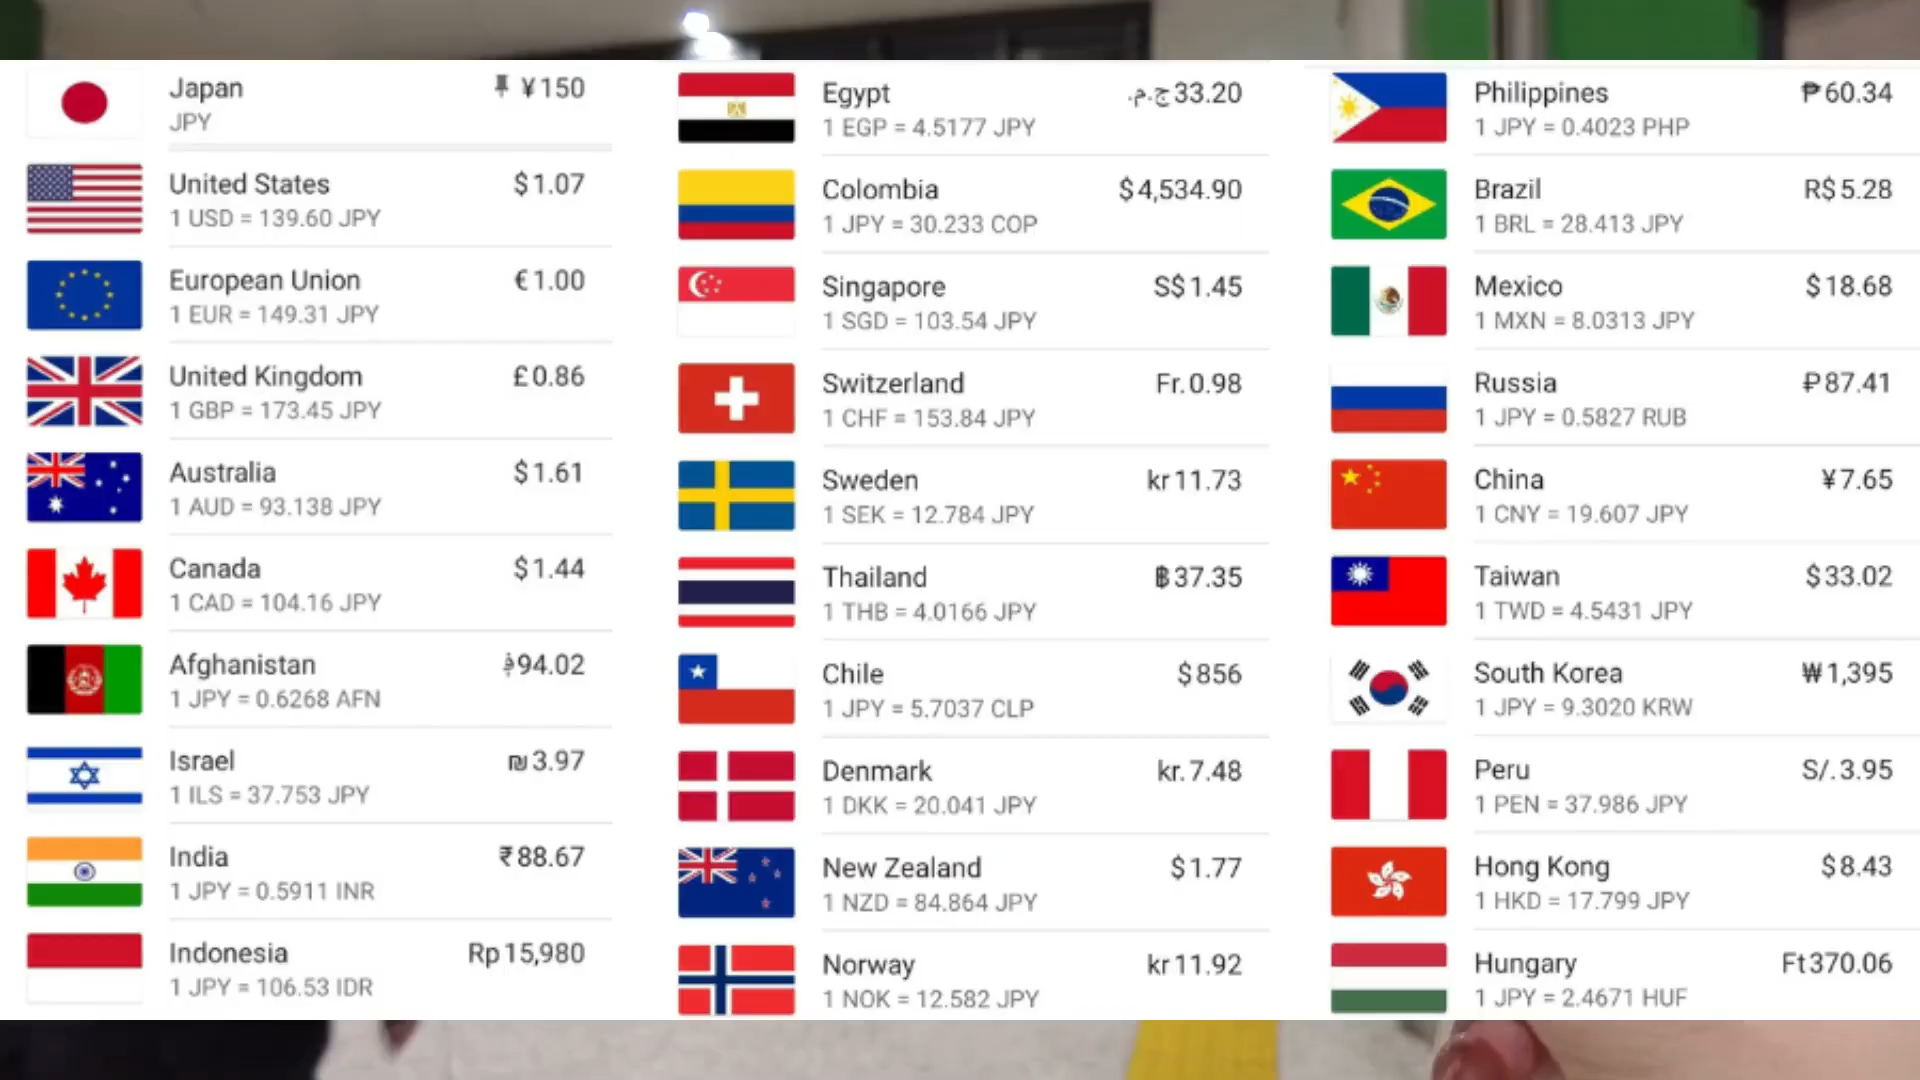 Japan ¥150
JPY
United States $1.07
1 USD = 139.60 JPY
European Union €1.00
1 EUR = 149.31 JPY
United Kingdom £0.86
1 GBP = 173.45 JPY
Australia $1.61
1 AUD = 93.138 JPY
Canada $1.44
1 CAD = 104.16 JPY
Afghanistan ؋94.02
1 JPY = 0.6268 AFN
Israel ₪3.97
1 ILS = 37.753 JPY
India ₹88.67
1 JPY = 0.5911 INR
Indonesia Rp15,980
1 JPY = 106.53 IDR
Egypt ج.م.33.20
1 EGP = 4.5177 JPY
Colombia $4,534.90
1 JPY = 30.233 COP
Singapore S$1.45
1 SGD = 103.54 JPY
Switzerland Fr.0.98
1 CHF = 153.84 JPY
Sweden kr11.73
1 SEK = 12.784 JPY
Thailand ฿37.35
1 THB = 4.0166 JPY
Chile $856
1 JPY = 5.7037 CLP
Denmark kr.7.48
1 DKK = 20.041 JPY
New Zealand $1.77
1 NZD = 84.864 JPY
Norway kr11.92
1 NOK = 12.582 JPY
Philippines ₱60.34
1 JPY = 0.4023 PHP
Brazil R$5.28
1 BRL = 28.413 JPY
Mexico $18.68
1 MXN = 8.0313 JPY
Russia ₽87.41
1 JPY = 0.5827 RUB
China ¥7.65
1 CNY = 19.607 JPY
Taiwan $33.02
1 TWD = 4.5431 JPY
South Korea ₩1,395
1 JPY = 9.3020 KRW
Peru S/.3.95
1 PEN = 37.986 JPY
Hong Kong $8.43
1 HKD = 17.799 JPY
Hungary Ft370.06
1 JPY = 2.4671 HUF